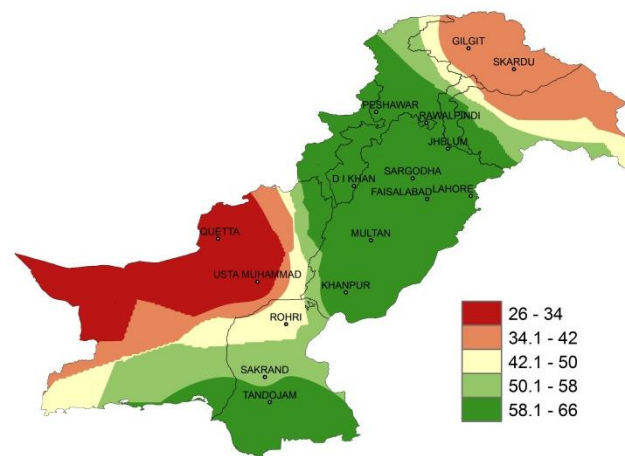 GILGIT
SKARDU
PESHAWAR
RAWALPINDI
JHELUM
SARGODHA
D I KHAN
FAISALABAD
LAHORE
QUETTA
MULTAN
USTA MUHAMMAD
KHANPUR
ROHRI
SAKRAND
TANDOJAM
26 - 34
34.1 - 42
42.1 - 50
50.1 - 58
58.1 - 66